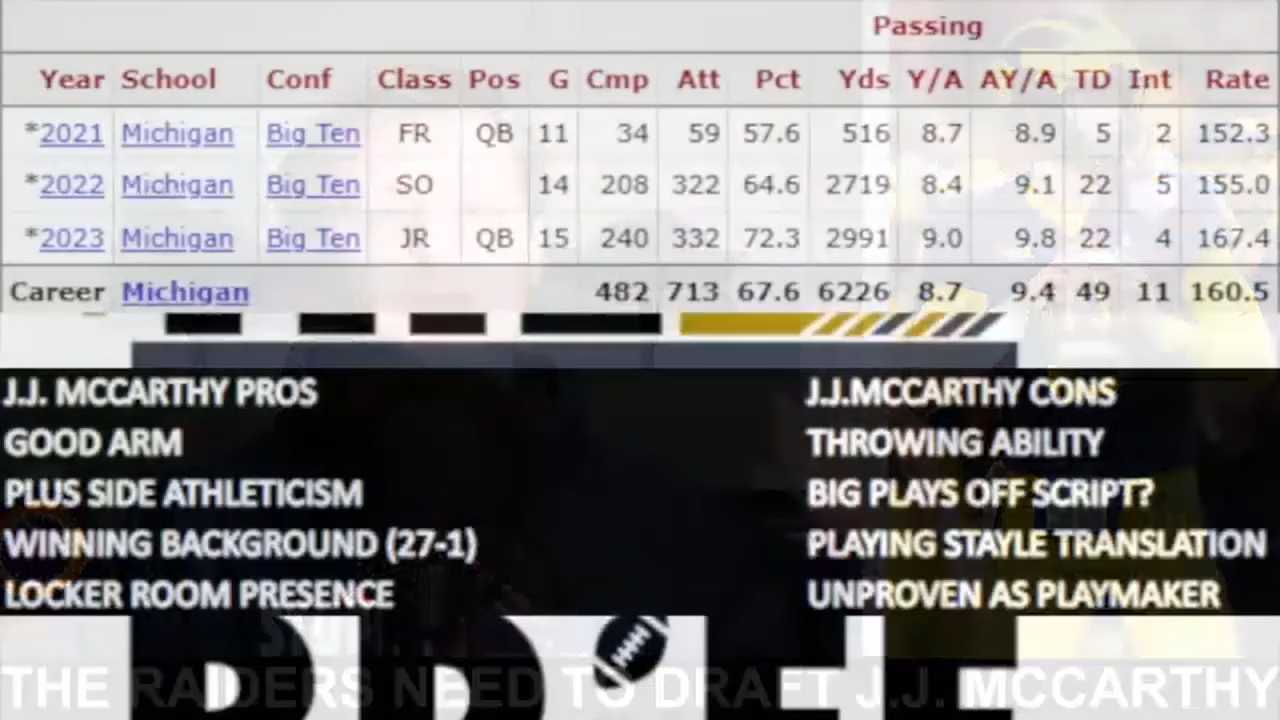 Passing
Year School Conf Class Pos G Cmp Att Pct Yds Y/A AY/A TD Int Rate
*2021 Michigan Big Ten FR QB 11 34 59 57.6 516 8.7 8.9 5 2 152.3
*2022 Michigan Big Ten SO 14 208 322 64.6 2719 8.4 9.1 22 5 155.0
*2023 Michigan Big Ten JR QB 15 240 332 72.3 2991 9.0 9.8 22 4 167.4
Career Michigan 482 713 67.6 6226 8.7 9.4 49 11 160.5
J.J. MCCARTHY PROS
GOOD ARM
PLUS SIDE ATHLETICISM
WINNING BACKGROUND (27-1)
LOCKER ROOM PRESENCE
J.J.MCCARTHY CONS
THROWING ABILITY
BIG PLAYS OFF SCRIPT?
PLAYING STAYLE TRANSLATION
UNPROVEN AS PLAYMAKER
THE RAIDERS NEED TO DRAFT J.J. MCCARTHY